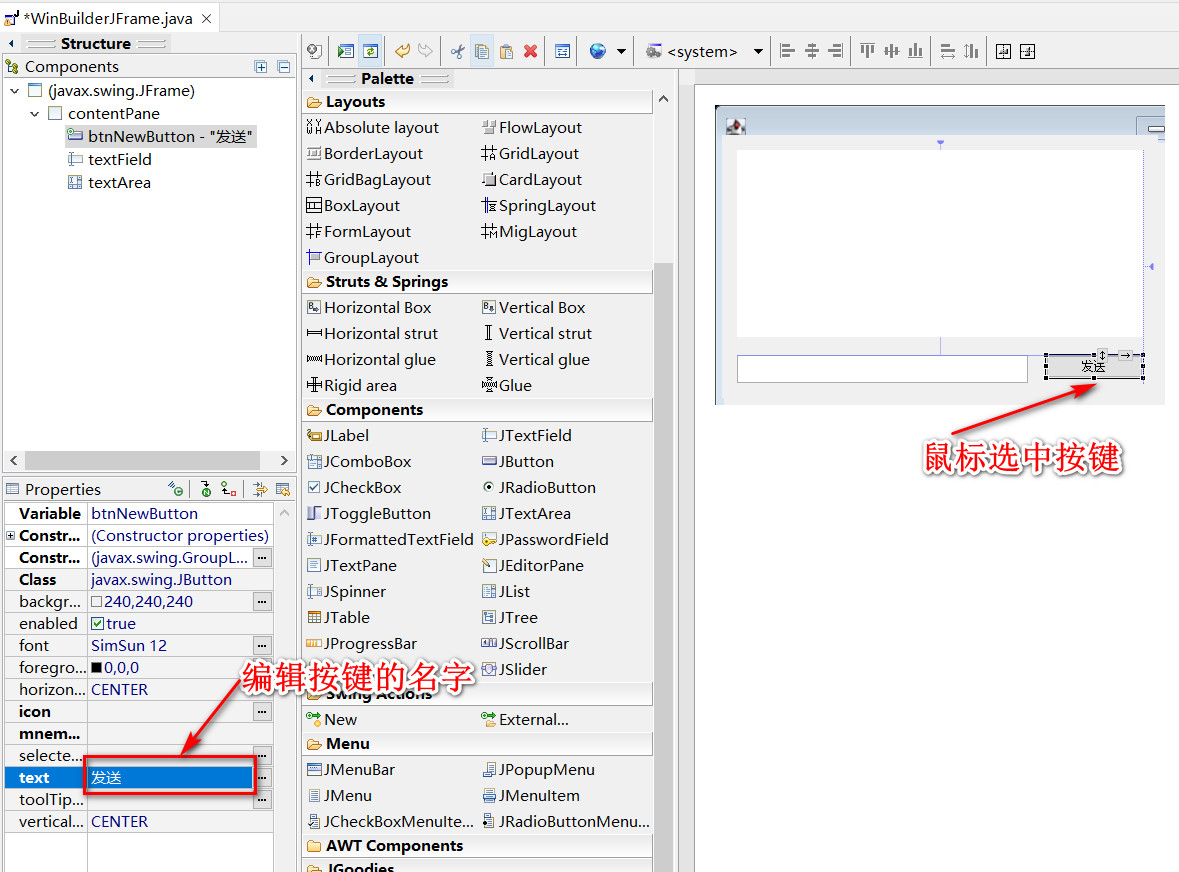 *WinBuilderJFrame.java
Structure
Components
(javax.swing.JFrame)
contentPane
btnNewButton - "发送"
textField
textArea
Properties
Variable btnNewButton
Constr... (Constructor properties)
Constr... (javax.swing.GroupL...
Class javax.swing.JButton
backgr... 240,240,240
enabled true
font SimSun 12
foregro... 0,0,0
horizon... CENTER
icon
mnem...
selecte...
text 发送
toolTip...
vertical... CENTER
<system>
Palette
Layouts
Absolute layout FlowLayout
BorderLayout GridLayout
GridBagLayout CardLayout
BoxLayout SpringLayout
FormLayout MigLayout
GroupLayout
Struts & Springs
Horizontal Box Vertical Box
Horizontal strut Vertical strut
Horizontal glue Vertical glue
Rigid area Glue
Components
JLabel JTextField
JComboBox JButton
JCheckBox JRadioButton
JToggleButton JTextArea
JFormattedTextField JPasswordField
JTextPane JEditorPane
JSpinner JList
JTable JTree
JProgressBar JScrollBar
JSlider
编辑按键的名字
Swing Actions
New External...
Menu
JMenuBar JPopupMenu
JMenu JMenuItem
JCheckBoxMenuIte... JRadioButtonMenu...
AWT Components
JGoodies
发送
鼠标选中按键